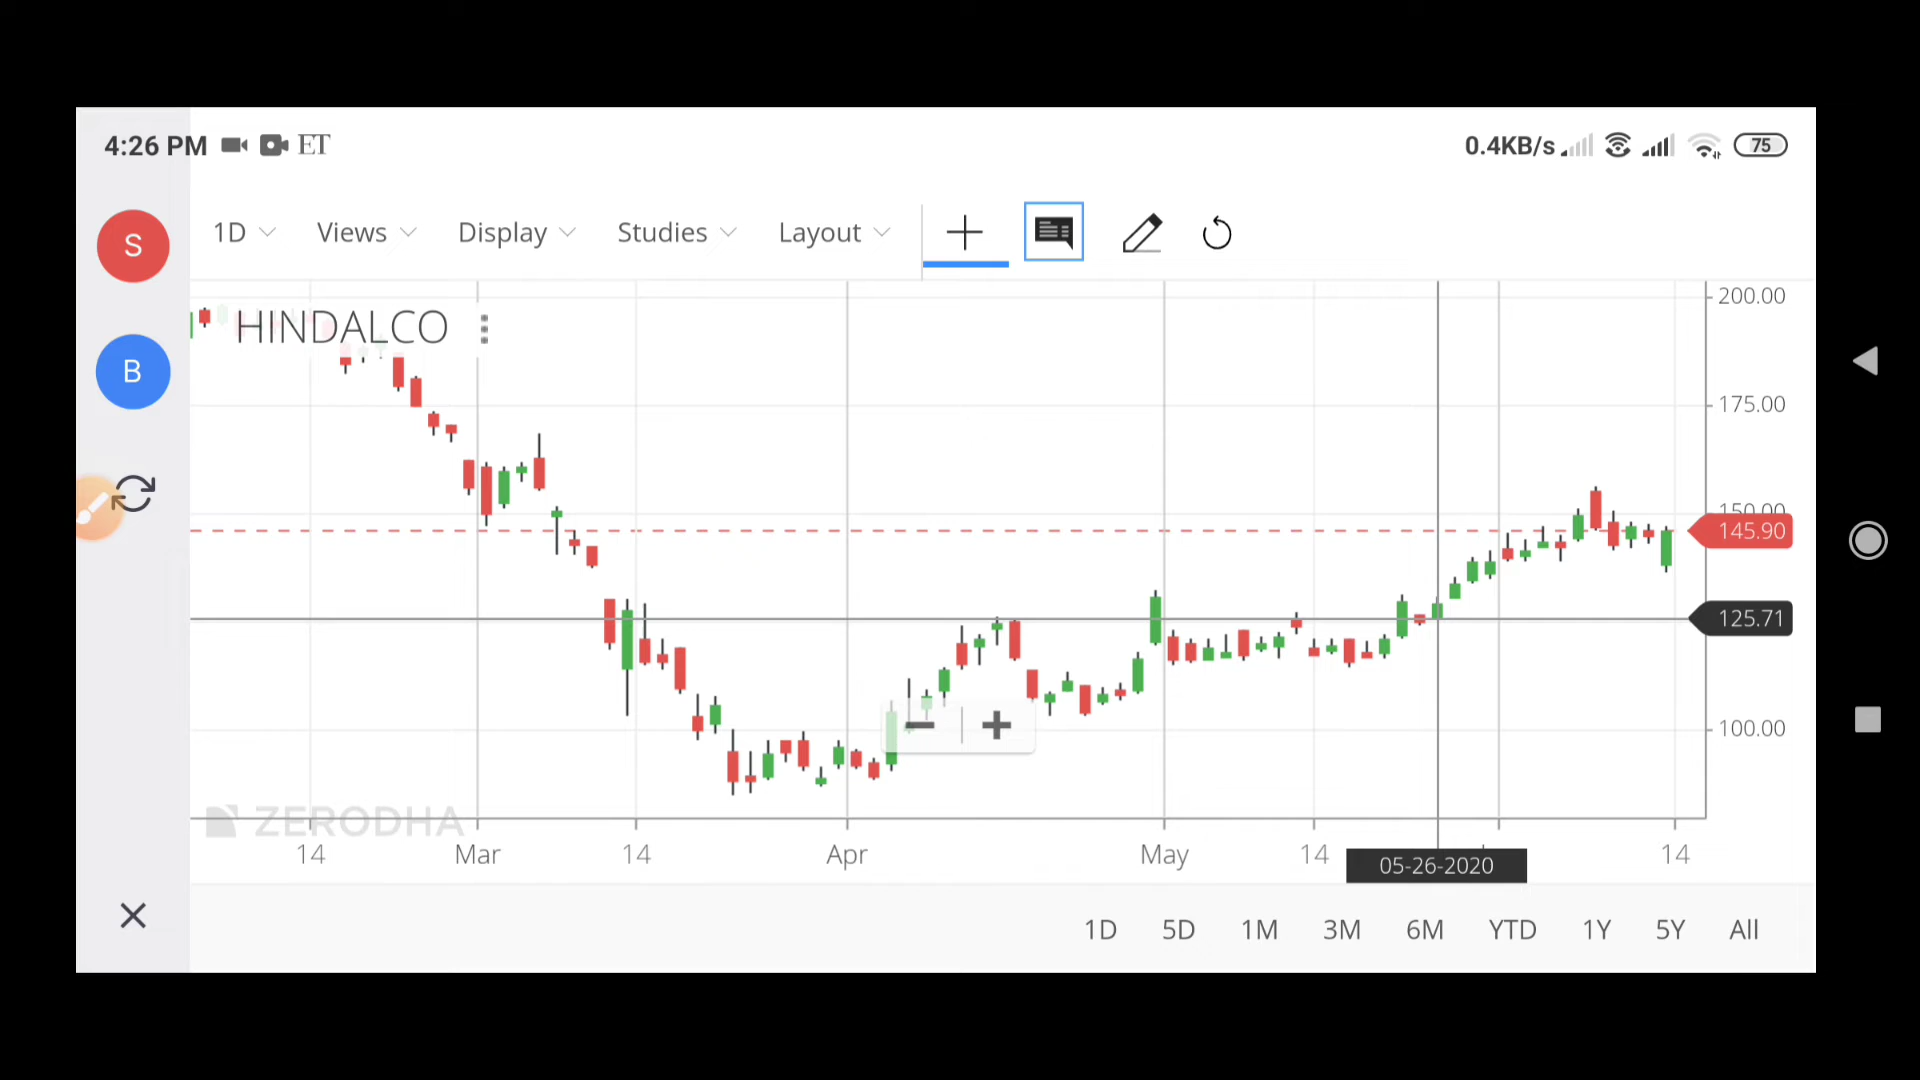 4:26 PM ET 0.4KB/s 75
S
1D Views Display Studies Layout
HINDALCO
B
200.00
175.00
150.00
145.90
125.71
100.00
ZERODHA
14 Mar 14 Apr May 14 14
05-26-2020
1D 5D 1M 3M 6M YTD 1Y 5Y All